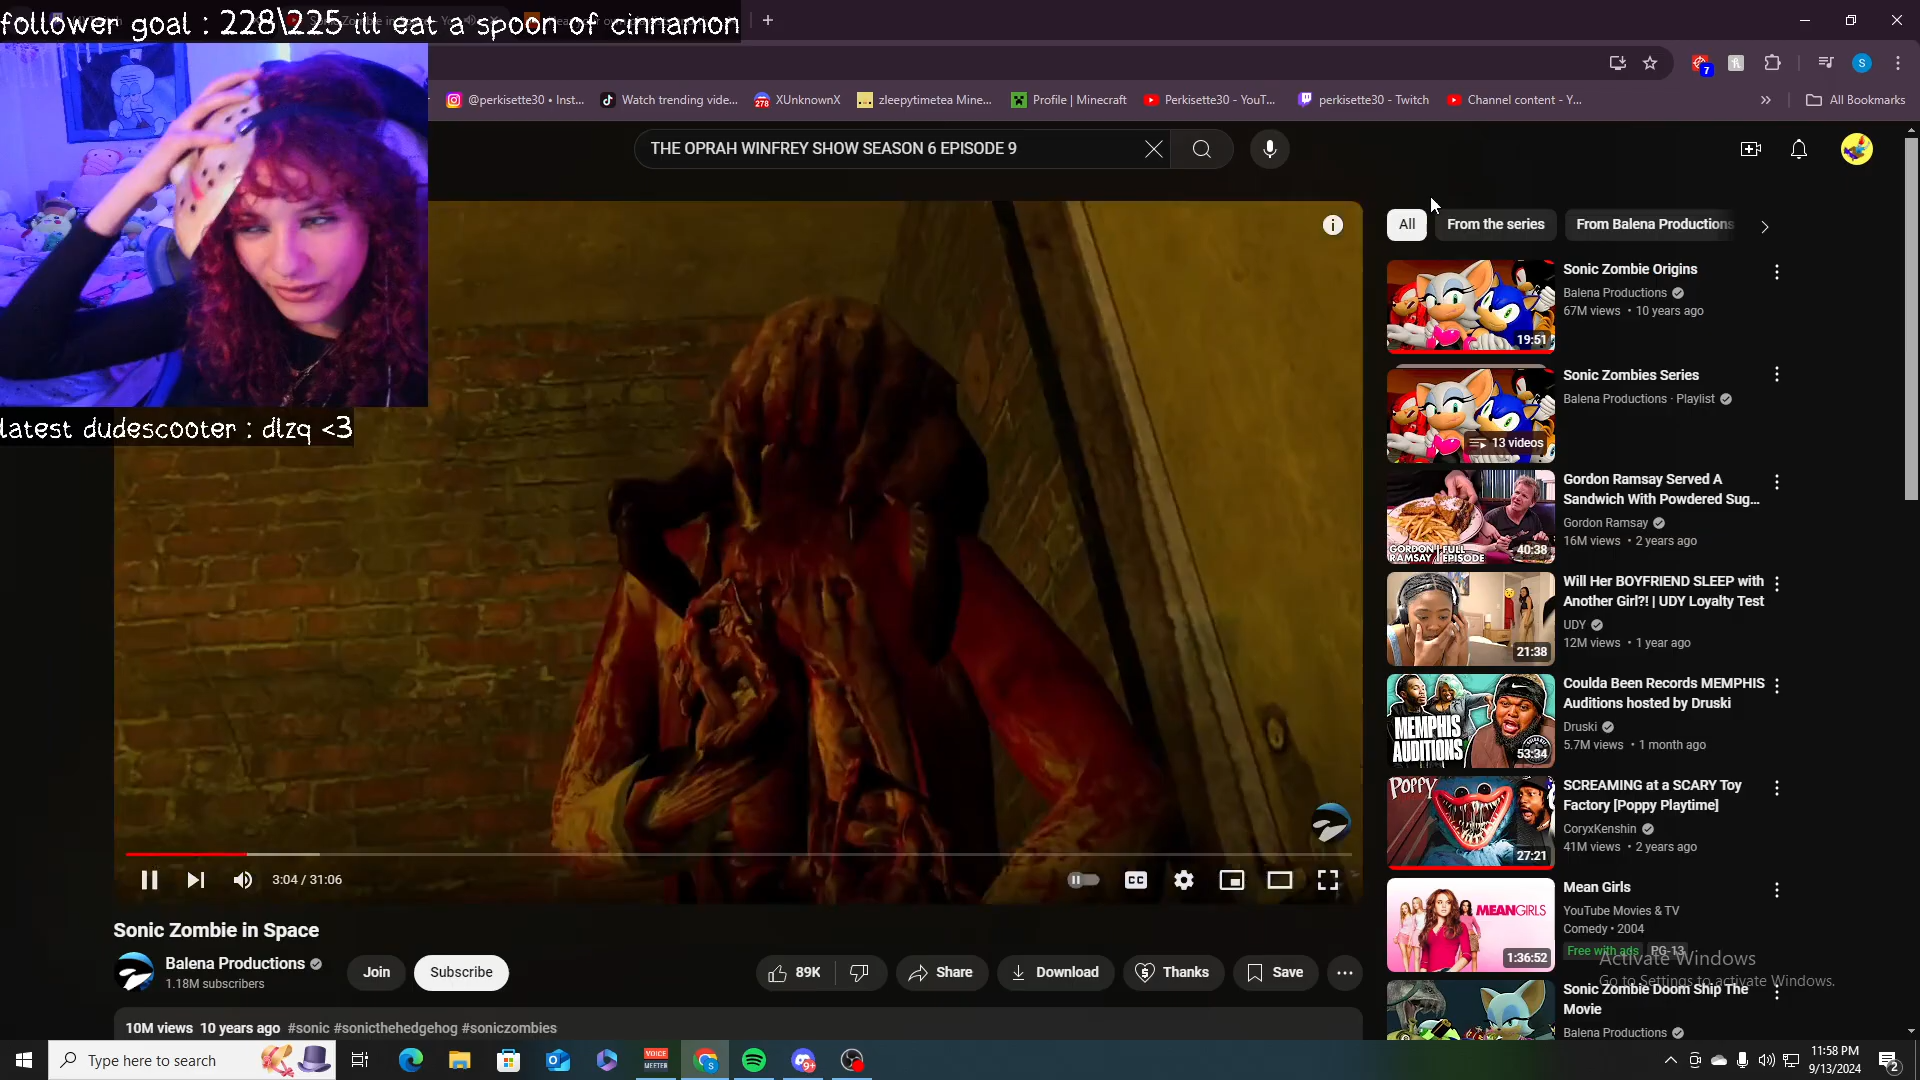 follower goal : 228\225 ill eat a spoon of cinnamon
@perkisette30 • Inst...
Watch trending vide...
XUnknownX
zleepytimetea Mine...
Profile | Minecraft
Perkisette30 - YouT...
perkisette30 - Twitch
Channel content - Y...
All Bookmarks
THE OPRAH WINFREY SHOW SEASON 6 EPISODE 9
latest dudescooter : dlzq <3
All
From the series
From Balena Productions
Sonic Zombie Origins
Balena Productions
67M views • 10 years ago
19:51
Sonic Zombies Series
Balena Productions · Playlist
13 videos
Gordon Ramsay Served A
Sandwich With Powdered Sug...
Gordon Ramsay
16M views • 2 years ago
GORDON RAMSAY | FULL EPISODE
40:38
Will Her BOYFRIEND SLEEP with
Another Girl?! | UDY Loyalty Test
UDY
12M views • 1 year ago
21:38
Coulda Been Records MEMPHIS
Auditions hosted by Druski
Druski
5.7M views • 1 month ago
MEMPHIS
AUDITIONS
53:34
SCREAMING at a SCARY Toy
Factory [Poppy Playtime]
CoryxKenshin
41M views • 2 years ago
POPPY
27:21
Mean Girls
YouTube Movies & TV
Comedy • 2004
Free with ads PG-13
MEANGIRLS
1:36:52
Activate Windows
Go to Settings to activate Windows.
Sonic Zombie Doom Ship The
Movie
Balena Productions
3:04 / 31:06
CC
Sonic Zombie in Space
Balena Productions
1.18M subscribers
Join
Subscribe
89K
Share
Download
Thanks
Save
10M views 10 years ago #sonic #sonicthehedgehog #soniczombies
Type here to search
VOICE
MEETER
9+
11:58 PM
9/13/2024
2